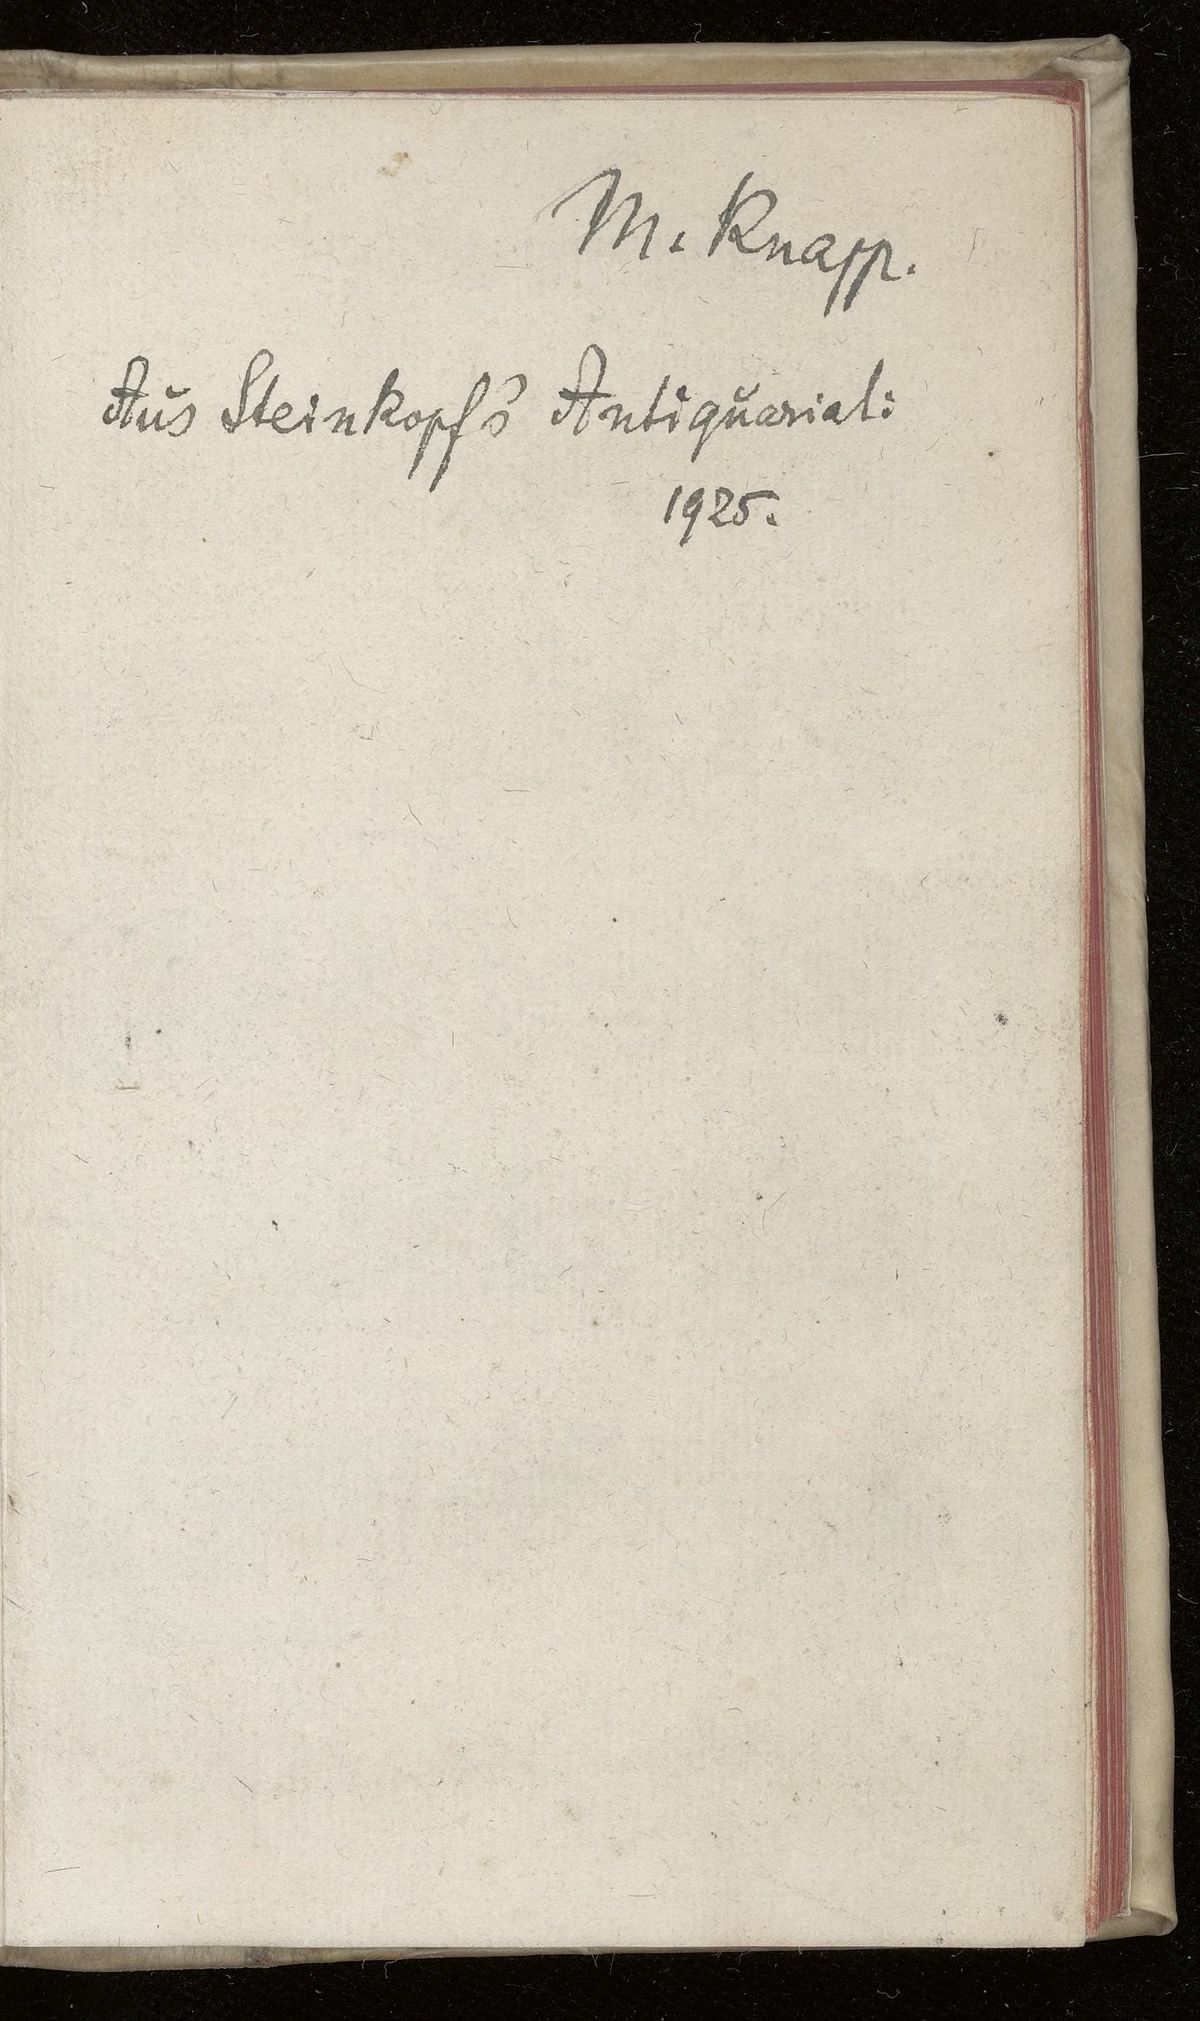 M. Knapp.
Aus Steinkopf's Antiquariat:
1925.